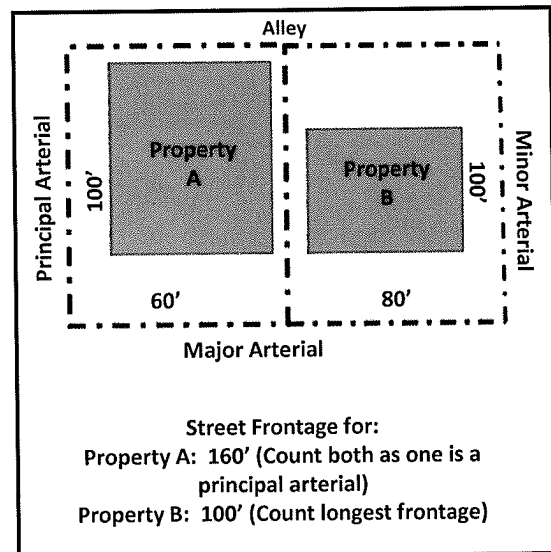 Alley
Principal Arterial
100'
Property
A
Property
B
100'
Minor Arterial
60'
80'
Major Arterial
Street Frontage for:
Property A: 160' (Count both as one is a
principal arterial)
Property B: 100' (Count longest frontage)